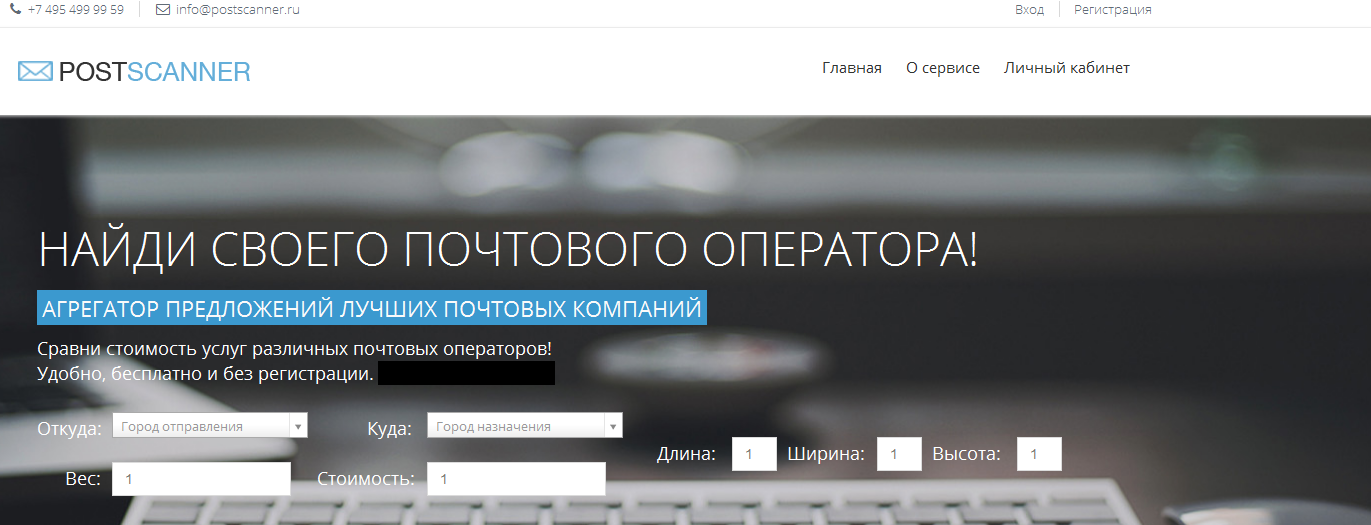 +7 495 499 99 59 info@postscanner.ru Вход Регистрация
POSTSCANNER Главная О сервисе Личный кабинет
НАЙДИ СВОЕГО ПОЧТОВОГО ОПЕРАТОРА!
АГРЕГАТОР ПРЕДЛОЖЕНИЙ ЛУЧШИХ ПОЧТОВЫХ КОМПАНИЙ
Сравни стоимость услуг различных почтовых операторов!
Удобно, бесплатно и без регистрации.
Откуда: Город отправления Куда: Город назначения
Длина: 1 Ширина: 1 Высота: 1
Вес: 1 Стоимость: 1